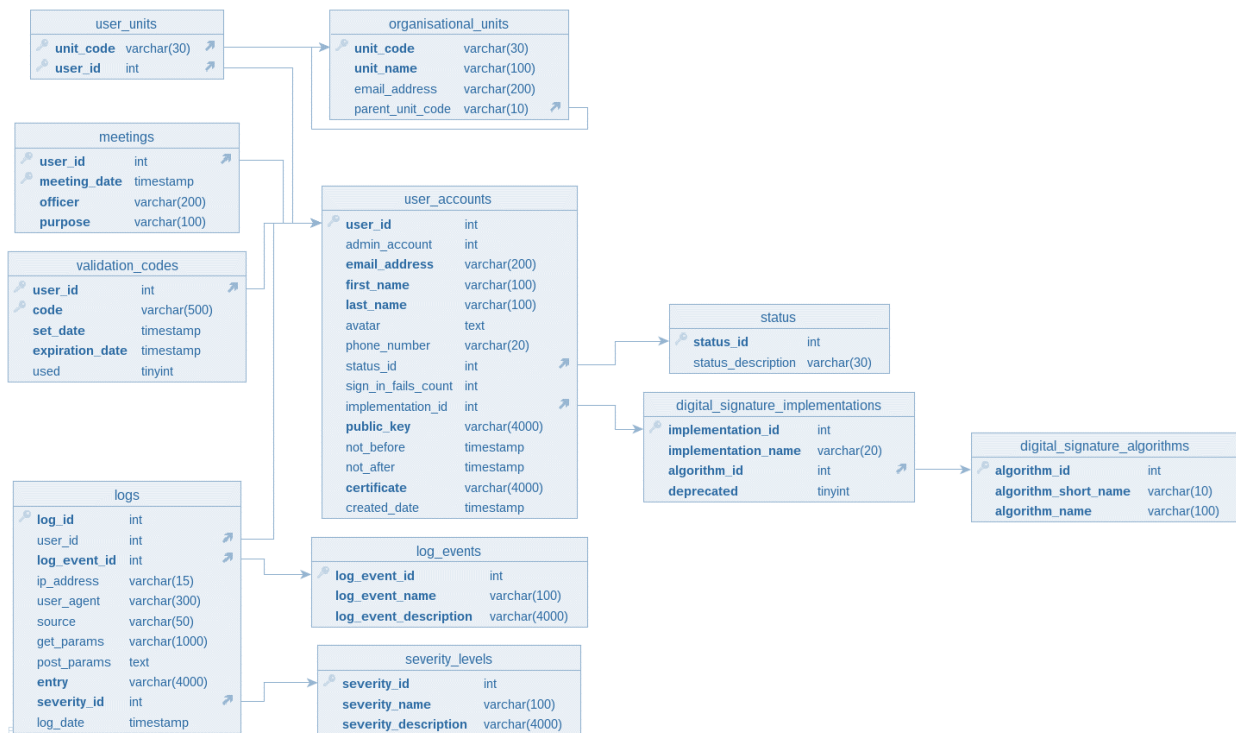 user_units
unit_code varchar(30)
user_id int
organisational_units
unit_code varchar(30)
unit_name varchar(100)
email_address varchar(200)
parent_unit_code varchar(10)
meetings
user_id int
meeting_date timestamp
officer varchar(200)
purpose varchar(100)
user_accounts
user_id int
admin_account int
email_address varchar(200)
first_name varchar(100)
last_name varchar(100)
avatar text
phone_number varchar(20)
status_id int
sign_in_fails_count int
implementation_id int
public_key varchar(4000)
not_before timestamp
not_after timestamp
certificate varchar(4000)
created_date timestamp
validation_codes
user_id int
code varchar(500)
set_date timestamp
expiration_date timestamp
used tinyint
status
status_id int
status_description varchar(30)
digital_signature_implementations
implementation_id int
implementation_name varchar(20)
algorithm_id int
deprecated tinyint
digital_signature_algorithms
algorithm_id int
algorithm_short_name varchar(10)
algorithm_name varchar(100)
logs
log_id int
user_id int
log_event_id int
ip_address varchar(15)
user_agent varchar(300)
source varchar(50)
get_params varchar(1000)
post_params text
entry varchar(4000)
severity_id int
log_date timestamp
log_events
log_event_id int
log_event_name varchar(100)
log_event_description varchar(4000)
severity_levels
severity_id int
severity_name varchar(100)
severity_description varchar(4000)